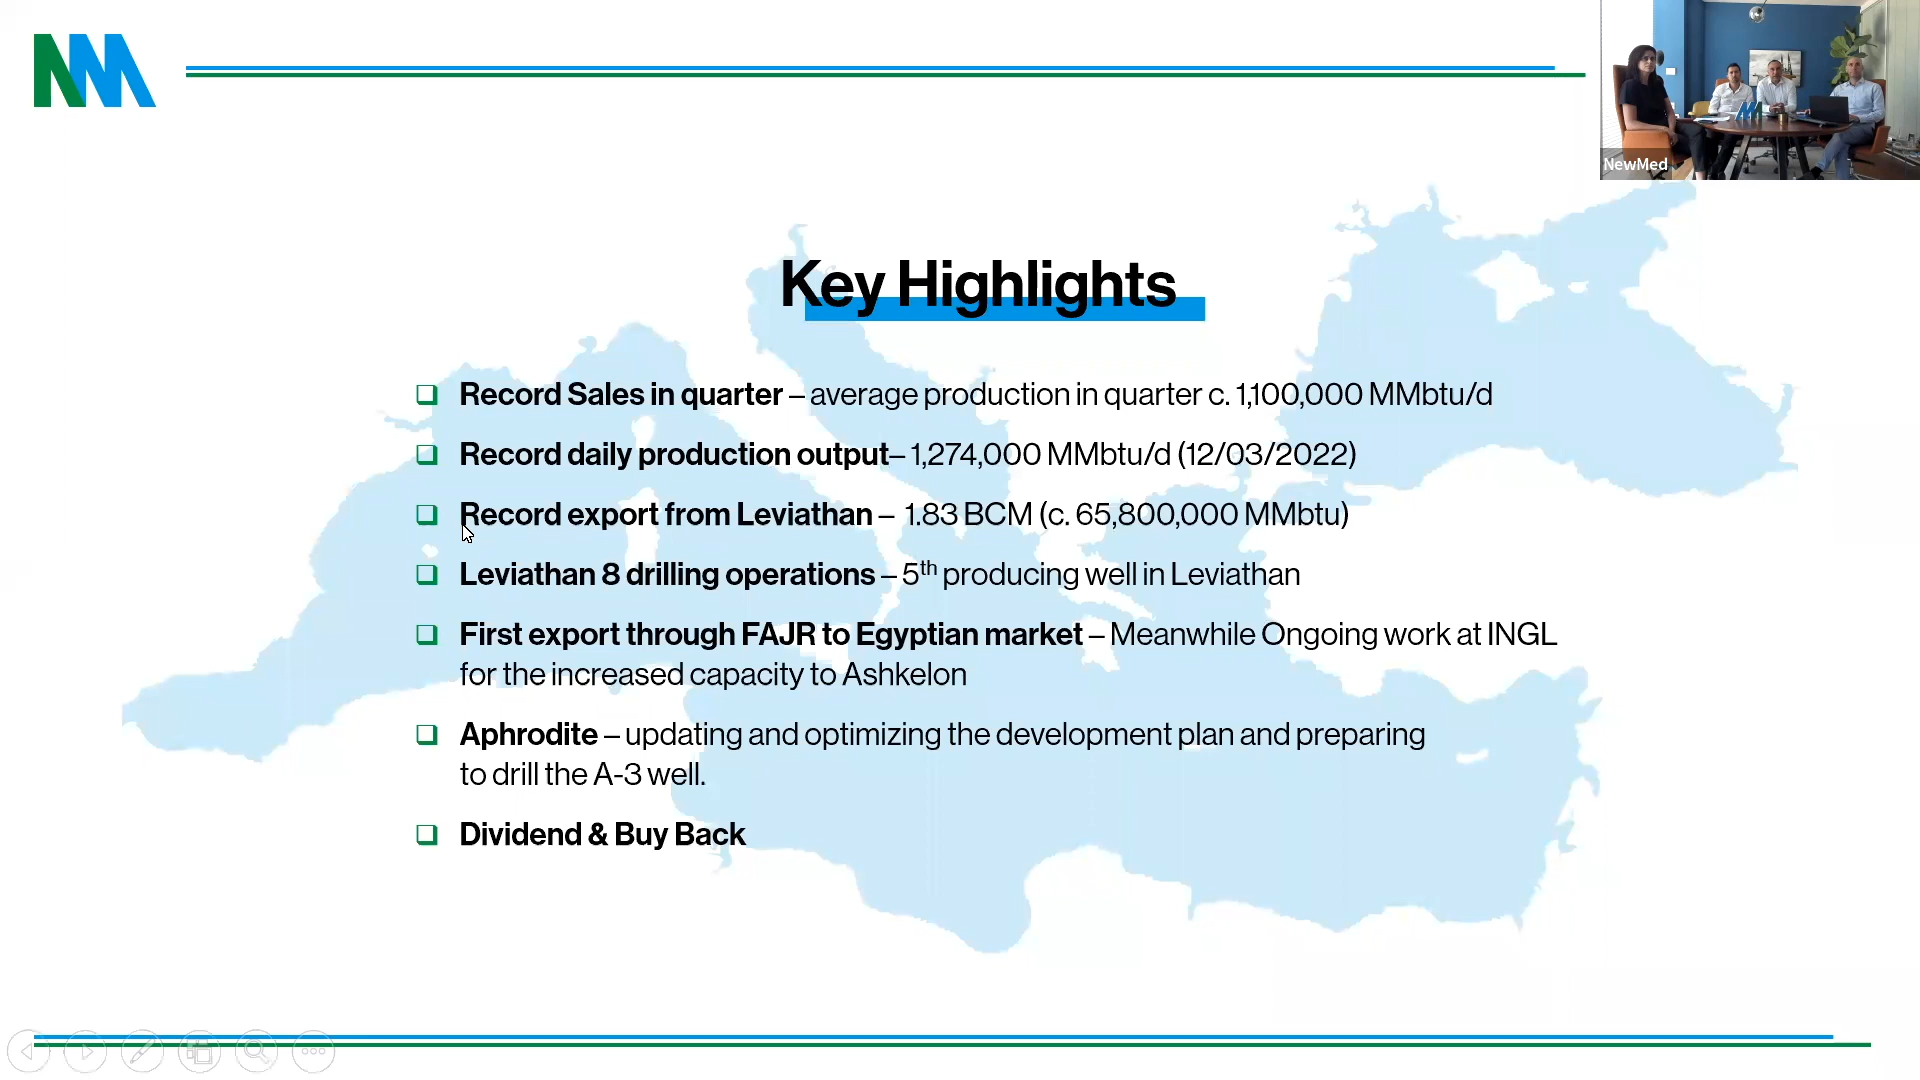 NM
NewMed
Key Highlights
❑ Record Sales in quarter – average production in quarter c. 1,100,000 MMbtu/d
❑ Record daily production output– 1,274,000 MMbtu/d (12/03/2022)
❑ Record export from Leviathan – 1.83 BCM (c. 65,800,000 MMbtu)
❑ Leviathan 8 drilling operations – 5th producing well in Leviathan
❑ First export through FAJR to Egyptian market – Meanwhile Ongoing work at INGL
for the increased capacity to Ashkelon
❑ Aphrodite – updating and optimizing the development plan and preparing
to drill the A-3 well.
❑ Dividend & Buy Back